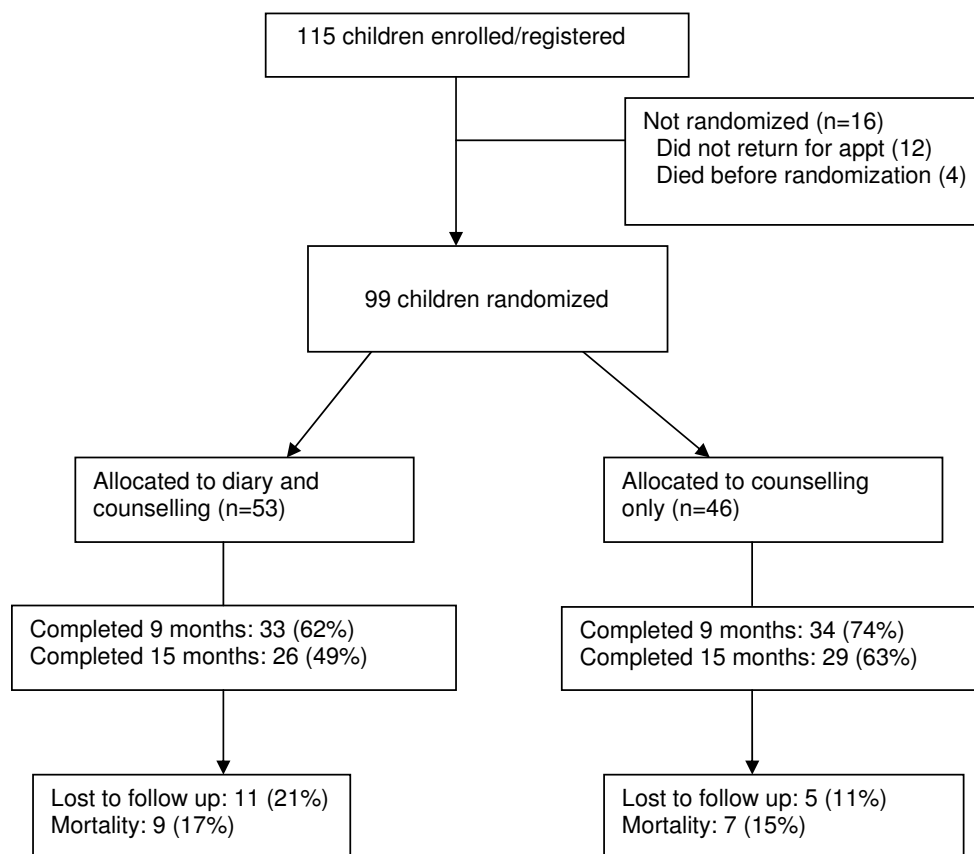 115 children enrolled/registered
Not randomized (n=16)
Did not return for appt (12)
Died before randomization (4)
99 children randomized
Allocated to diary and
counselling (n=53)
Allocated to counselling
only (n=46)
Completed 9 months: 33 (62%)
Completed 15 months: 26 (49%)
Completed 9 months: 34 (74%)
Completed 15 months: 29 (63%)
Lost to follow up: 11 (21%)
Mortality: 9 (17%)
Lost to follow up: 5 (11%)
Mortality: 7 (15%)